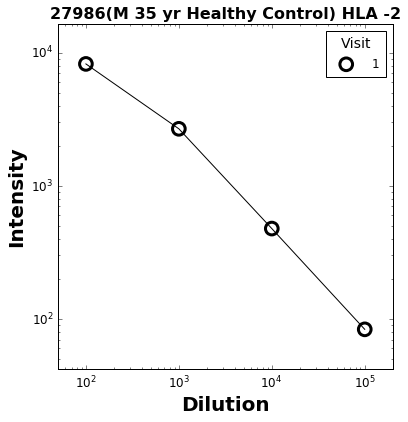 27986(M 35 yr Healthy Control) HLA -2
Visit
1
10⁴
10³
10²
Intensity
10² 10³ 10⁴ 10⁵
Dilution